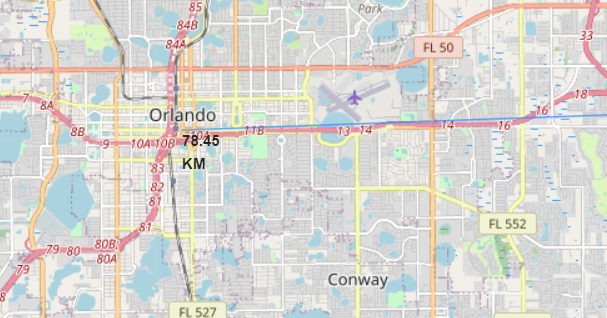 85
Park
84B
84A
FL 50
33
18
16
7
8A
Orlando
8B
9
10A
10B
10A
11B
13
14
14
16
78.45
KM
83
82
81
81
FL 552
79
80
80B
80A
79
8
Conway
FL 527